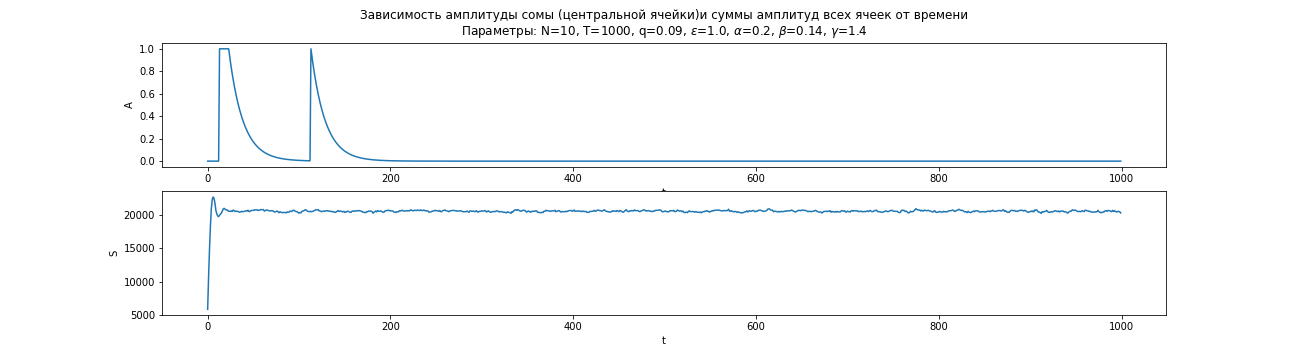 Зависимость амплитуды сомы (центральной ячейки)и суммы амплитуд всех ячеек от времени
Параметры: N=10, T=1000, q=0.09, ε=1.0, α=0.2, β=0.14, γ=1.4
1.0
0.8
0.6
0.4
0.2
0.0
A
0 200 400 600 800 1000
20000
15000
10000
5000
S
0 200 400 600 800 1000
t